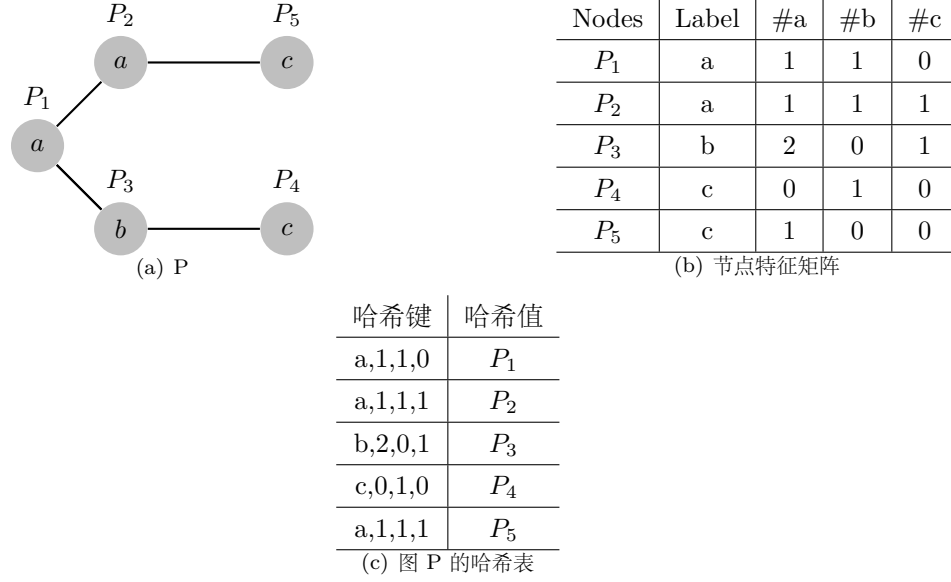 P2 P5
a c
P1
a
P3 P4
b c
(a) P
Nodes Label #a #b #c
P1 a 1 1 0
P2 a 1 1 1
P3 b 2 0 1
P4 c 0 1 0
P5 c 1 0 0
(b) 节点特征矩阵
哈希键 哈希值
a,1,1,0 P1
a,1,1,1 P2
b,2,0,1 P3
c,0,1,0 P4
a,1,1,1 P5
(c) 图 P 的哈希表